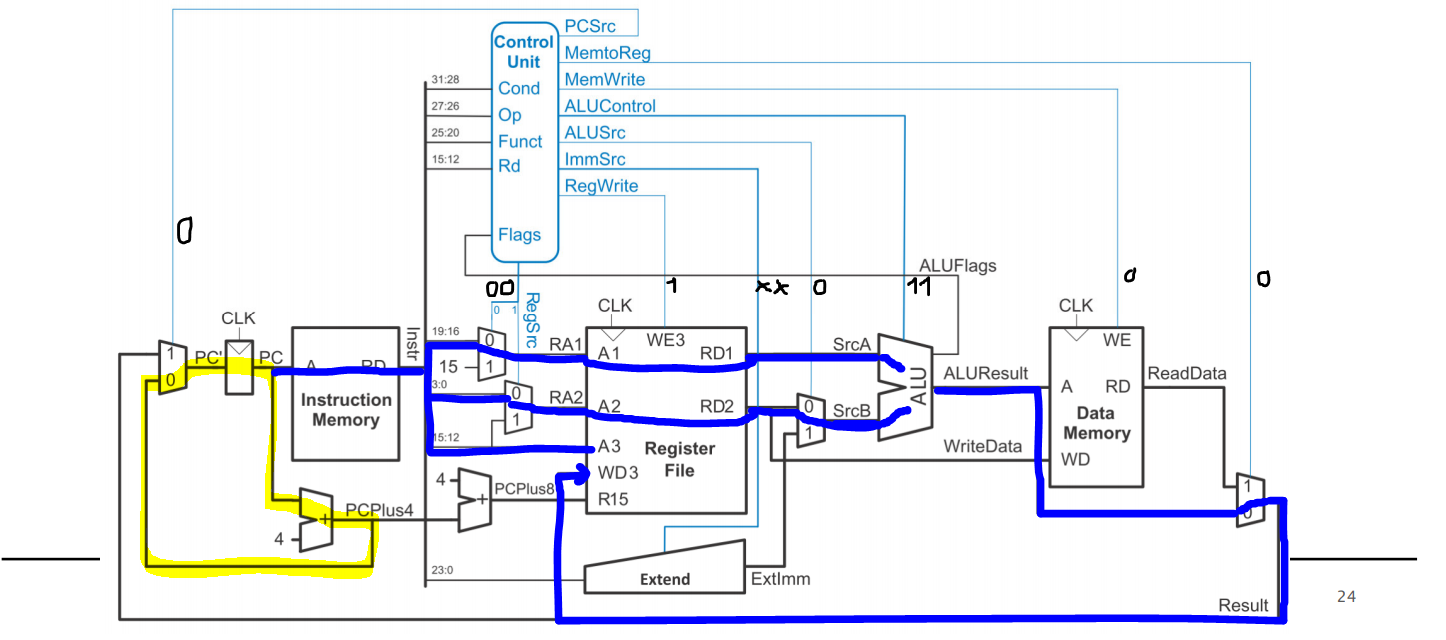 PCSrc
Control Unit
MemtoReg
MemWrite
31:28
Cond
27:26
Op
ALUControl
25:20
Funct
ALUSrc
15:12
Rd
ImmSrc
RegWrite
0
Flags
ALUFlags
00
1
xx
0
11
0
0
0 1
RegSrc
CLK
CLK
CLK
Instr
19:16
0
1
15
RA1
A1
WE3
RD1
SrcA
WE
1
0
PC'
PC
A
RD
Instruction Memory
3:0
0
1
RA2
A2
RD2
0
1
SrcB
ALU
ALUResult
A
RD
ReadData
Data Memory
15:12
A3
Register File
WriteData
WD
WD3
4
+
PCPlus8
R15
1
0
PCPlus4
+
4
23:0
Extend
ExtImm
Result
24